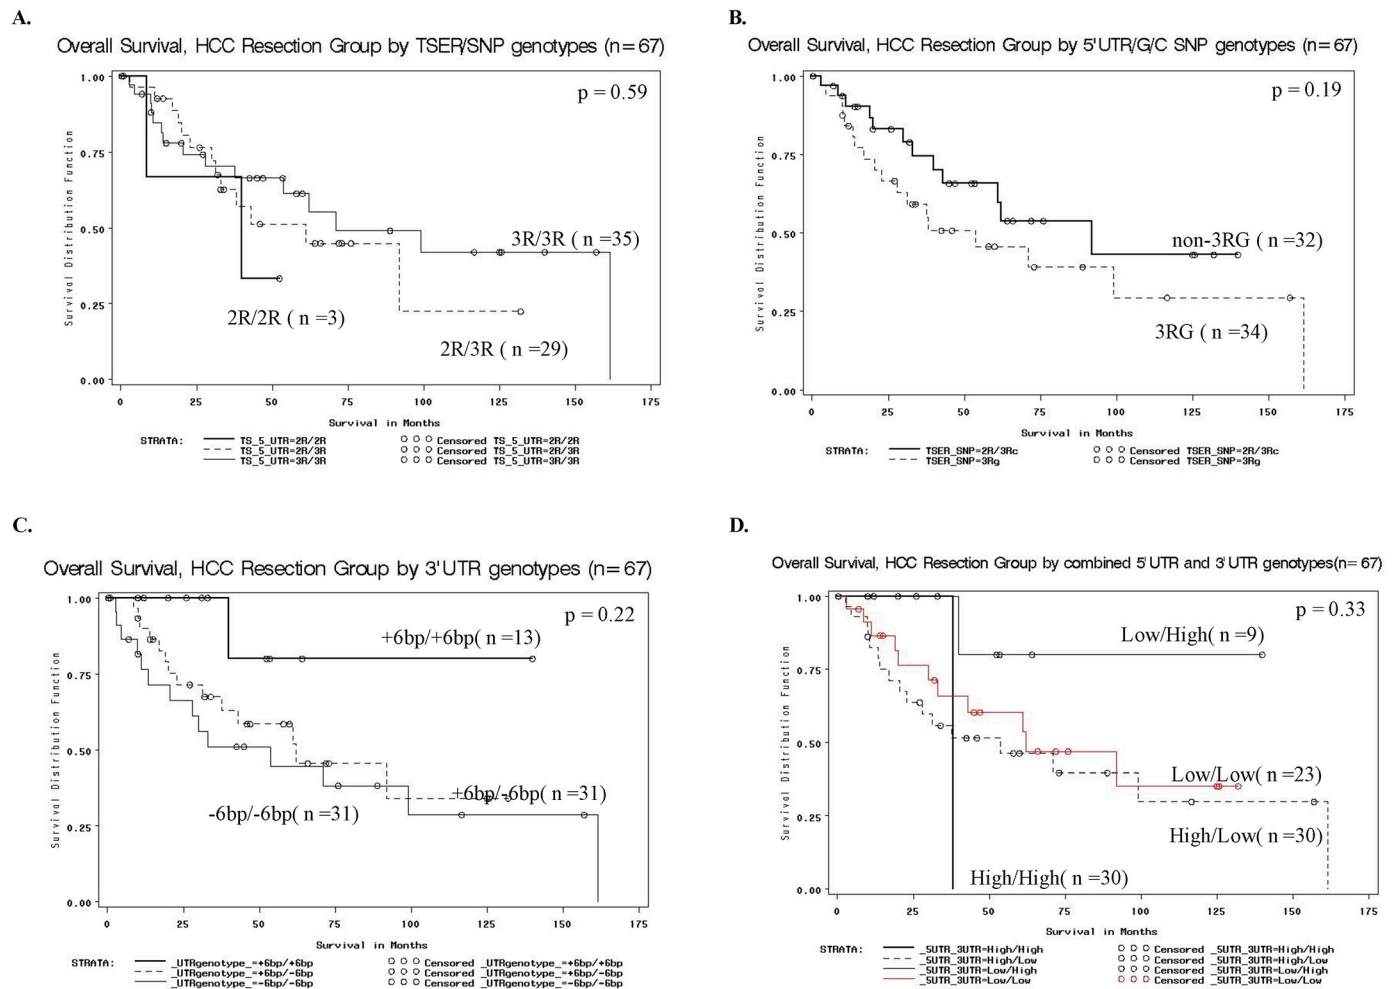 A.
Overall Survival, HCC Resection Group by TSER/SNP genotypes (n=67)
p = 0.59
1.00
0.75
0.50
0.25
0.00
Survival Distribution Function
3R/3R ( n =35)
2R/2R ( n =3)
2R/3R ( n =29)
0 25 50 75 100 125 150 175
Survival in Months
STRATA: TS_5_UTR=2R/2R Censored TS_5_UTR=2R/2R
TS_5_UTR=2R/3R Censored TS_5_UTR=2R/3R
TS_5_UTR=3R/3R Censored TS_5_UTR=3R/3R
B.
Overall Survival, HCC Resection Group by 5'UTR/G/C SNP genotypes (n=67)
p = 0.19
1.00
0.75
0.50
0.25
0.00
Survival Distribution Function
non-3RG ( n =32)
3RG ( n =34)
0 25 50 75 100 125 150 175
Survival in Months
STRATA: TSER_SNP=2R/3Rc Censored TSER_SNP=2R/3Rc
TSER_SNP=3Rg Censored TSER_SNP=3Rg
C.
Overall Survival, HCC Resection Group by 3'UTR genotypes (n=67)
p = 0.22
1.00
0.75
0.50
0.25
0.00
Survival Distribution Function
+6bp/+6bp( n =13)
+6bp/-6bp( n =31)
-6bp/-6bp( n =31)
0 25 50 75 100 125 150 175
Survival in Months
STRATA: _UTRgenotype_=+6bp/+6bp Censored _UTRgenotype_=+6bp/+6bp
_UTRgenotype_=+6bp/-6bp Censored _UTRgenotype_=+6bp/-6bp
_UTRgenotype_=-6bp/-6bp Censored _UTRgenotype_=-6bp/-6bp
D.
Overall Survival, HCC Resection Group by combined 5'UTR and 3'UTR genotypes(n=67)
p = 0.33
1.00
0.75
0.50
0.25
0.00
Survival Distribution Function
Low/High( n =9)
Low/Low( n =23)
High/Low( n =30)
High/High( n =30)
0 25 50 75 100 125 150 175
Survival in Months
STRATA: _5UTR_3UTR=High/High Censored _5UTR_3UTR=High/High
_5UTR_3UTR=High/Low Censored _5UTR_3UTR=High/Low
_5UTR_3UTR=Low/High Censored _5UTR_3UTR=Low/High
_5UTR_3UTR=Low/Low Censored _5UTR_3UTR=Low/Low